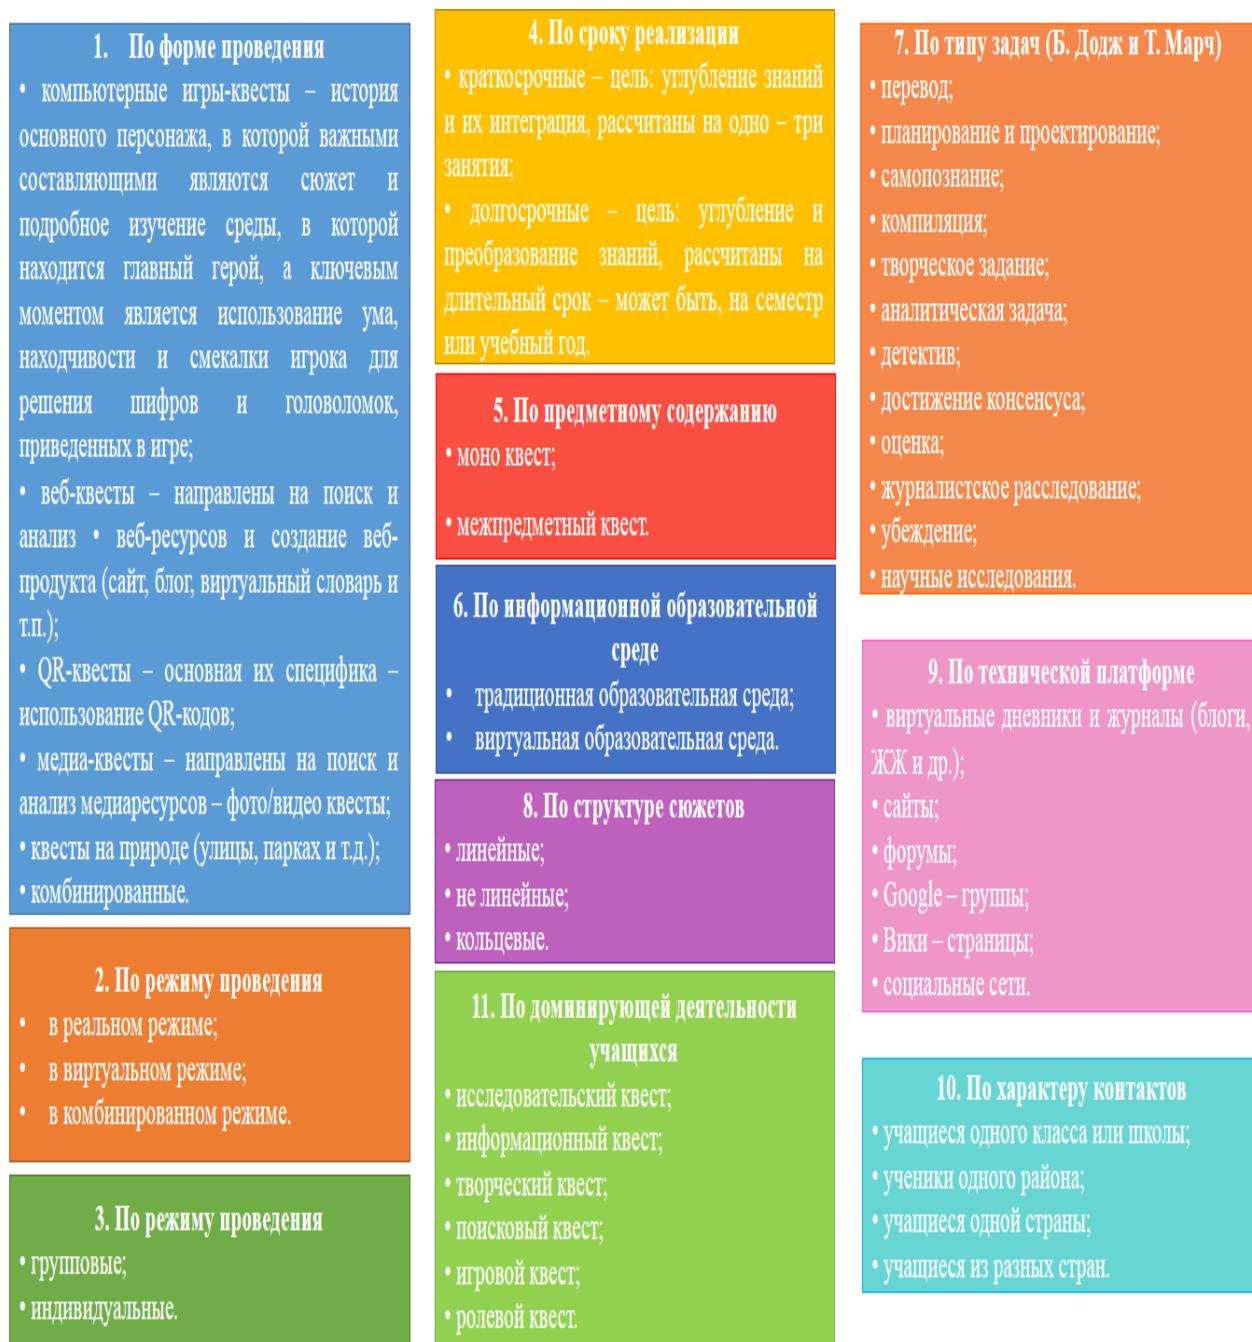 1. По форме проведения
• компьютерные игры-квесты – история
основного персонажа, в которой важными
составляющими являются сюжет и
подробное изучение среды, в которой
находится главный герой, а ключевым
моментом является использование ума,
находчивости и смекалки игрока для
решения шифров и головоломок,
приведенных в игре;
• веб-квесты – направлены на поиск и
анализ • веб-ресурсов и создание веб-
продукта (сайт, блог, виртуальный словарь и
т.п.);
• QR-квесты – основная их специфика –
использование QR-кодов;
• медиа-квесты – направлены на поиск и
анализ медиаресурсов – фото/видео квесты;
• квесты на природе (улицы, парках и т.д.);
• комбинированные.
2. По режиму проведения
• в реальном режиме;
• в виртуальном режиме;
• в комбинированном режиме.
3. По режиму проведения
• групповые;
• индивидуальные.
4. По сроку реализации
• краткосрочные – цель: углубление знаний
и их интеграция, рассчитаны на одно – три
занятия;
• долгосрочные – цель: углубление и
преобразование знаний, рассчитаны на
длительный срок – может быть, на семестр
или учебный год.
5. По предметному содержанию
• моно квест;
• межпредметный квест.
6. По информационной образовательной
среде
• традиционная образовательная среда;
• виртуальная образовательная среда.
8. По структуре сюжетов
• линейные;
• не линейные;
• кольцевые.
11. По доминирующей деятельности
учащихся
• исследовательский квест;
• информационный квест;
• творческий квест;
• поисковый квест;
• игровой квест;
• ролевой квест.
7. По типу задач (Б. Додж и Т. Марч)
• перевод;
• планирование и проектирование;
• самопознание;
• компиляция;
• творческое задание;
• аналитическая задача;
• детектив;
• достижение консенсуса;
• оценка;
• журналистское расследование;
• убеждение;
• научные исследования.
9. По технической платформе
• виртуальные дневники и журналы (блоги,
ЖЖ и др.);
• сайты;
• форумы;
• Google – группы;
• Вики – страницы;
• социальные сети.
10. По характеру контактов
• учащиеся одного класса или школы;
• ученики одного района;
• учащиеся одной страны;
• учащиеся из разных стран.